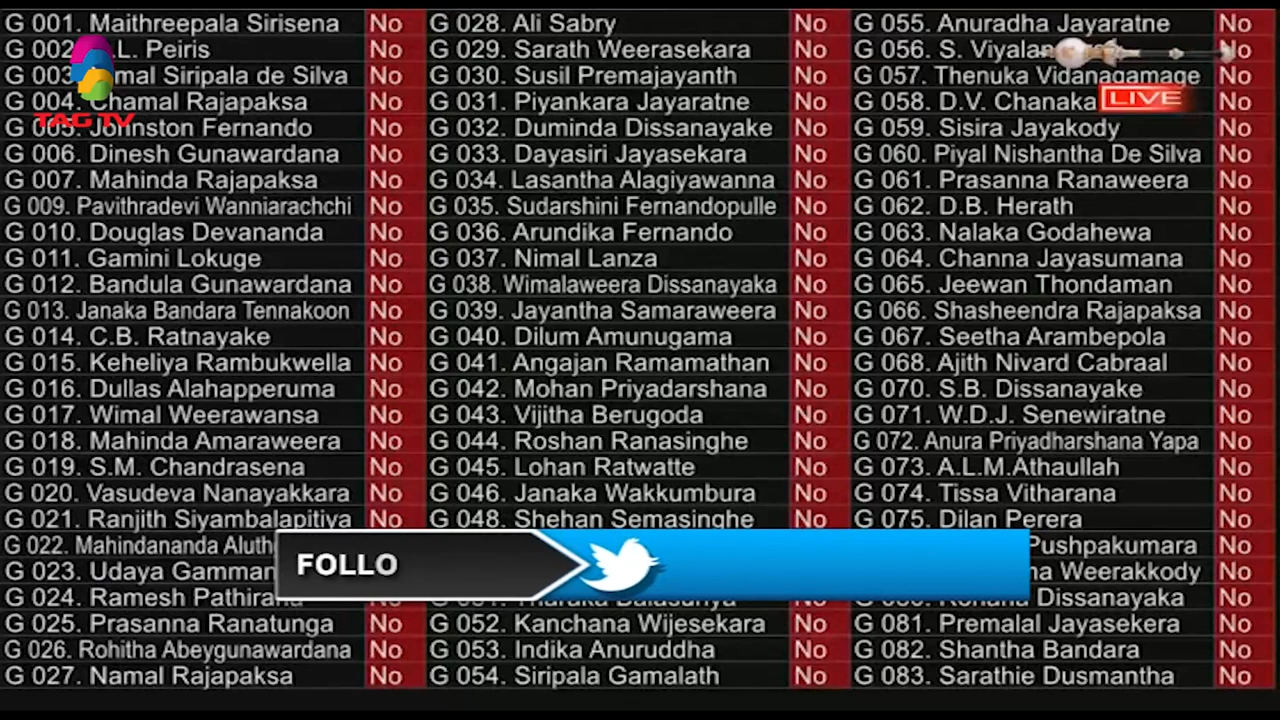 G 001. Maithreepala Sirisena No
G 002. L. Peiris No
G 003. Siripala de Silva No
G 004. Chamal Rajapaksa No
G 005. Johnston Fernando No
G 006. Dinesh Gunawardana No
G 007. Mahinda Rajapaksa No
G 009. Pavithradevi Wanniarachchi No
G 010. Douglas Devananda No
G 011. Gamini Lokuge No
G 012. Bandula Gunawardana No
G 013. Janaka Bandara Tennakoon No
G 014. C.B. Ratnayake No
G 015. Keheliya Rambukwella No
G 016. Dullas Alahapperuma No
G 017. Wimal Weerawansa No
G 018. Mahinda Amaraweera No
G 019. S.M. Chandrasena No
G 020. Vasudeva Nanayakkara No
G 021. Ranjith Siyambalapitiya No
G 022. Mahindananda
G 023. Udaya
G 024. Ramesh Pathirana No
G 025. Prasanna Ranatunga No
G 026. Rohitha Abeygunawardana No
G 027. Namal Rajapaksa No
G 028. Ali Sabry No
G 029. Sarath Weerasekara No
G 030. Susil Premajayanth No
G 031. Piyankara Jayaratne No
G 032. Duminda Dissanayake No
G 033. Dayasiri Jayasekara No
G 034. Lasantha Alagiyawanna No
G 035. Sudarshini Fernandopulle No
G 036. Arundika Fernando No
G 037. Nimal Lanza No
G 038. Wimalaweera Dissanayaka No
G 039. Jayantha Samaraweera No
G 040. Dilum Amunugama No
G 041. Angajan Ramamathan No
G 042. Mohan Priyadarshana No
G 043. Vijitha Berugoda No
G 044. Roshan Ranasinghe No
G 045. Lohan Ratwatte No
G 046. Janaka Wakkumbura No
G 048. Shehan Semasinghe No
G 052. Kanchana Wijesekara No
G 053. Indika Anuruddha No
G 054. Siripala Gamalath No
G 055. Anuradha Jayaratne No
G 056. S. No
G 057. Thenuka Vidanagamage No
G 058. D.V. Chanaka No
G 059. Sisira Jayakody No
G 060. Piyal Nishantha De Silva No
G 061. Prasanna Ranaweera No
G 062. D.B. Herath No
G 063. Nalaka Godahewa No
G 064. Channa Jayasumana No
G 065. Jeewan Thondaman No
G 066. Shasheendra Rajapaksa No
G 067. Seetha Arambepola No
G 068. Ajith Nivard Cabraal No
G 070. S.B. Dissanayake No
G 071. W.D.J. Senewiratne No
G 072. Anura Priyadharshana Yapa No
G 073. A.L.M.Athaullah No
G 074. Tissa Vitharana No
G 075. Dilan Perera No
Pushpakumara No
Weerakkody No
Dissanayaka No
G 081. Premalal Jayasekera No
G 082. Shantha Bandara No
G 083. Sarathie Dusmantha No
TAG TV
LIVE
FOLLO